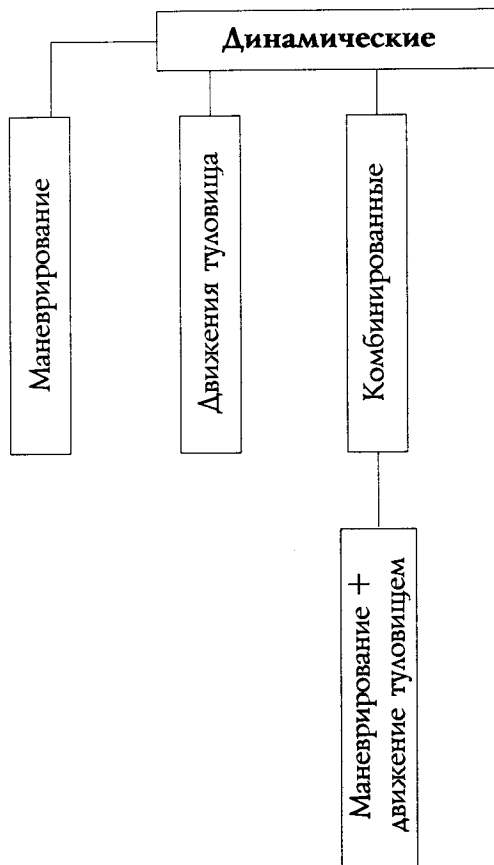 Динамические
Маневрирование
Движения туловища
Комбинированные
Маневрирование +
движение туловищем